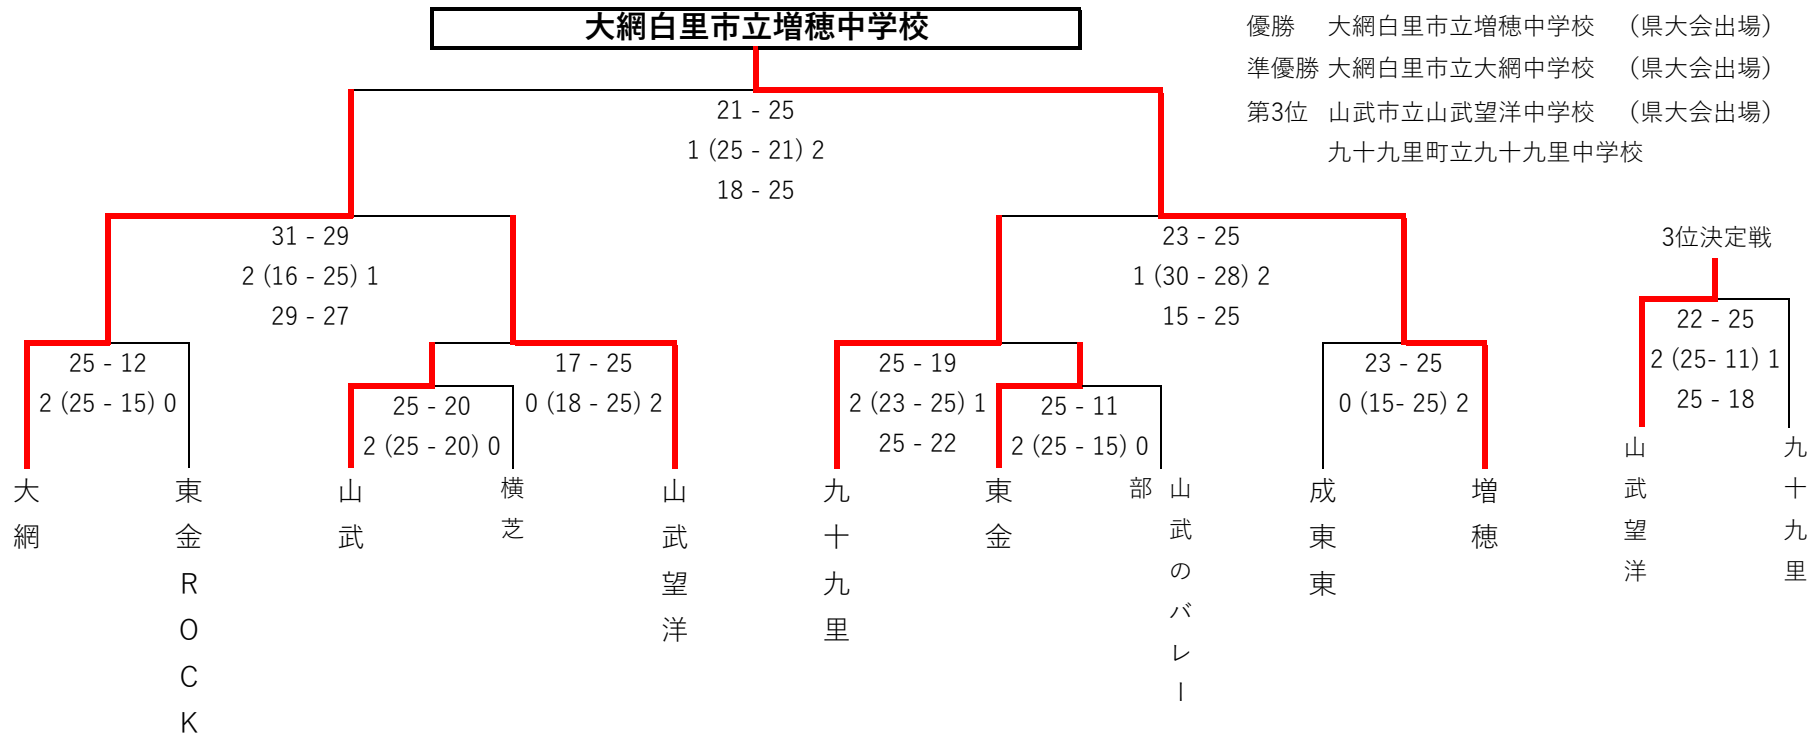 大網白里市立増穂中学校
優勝 大網白里市立増穂中学校 （県大会出場）
準優勝 大網白里市立大網中学校 （県大会出場）
第3位 山武市立山武望洋中学校 （県大会出場）
九十九里町立九十九里中学校
21 - 25
1 (25 - 21) 2
18 - 25
31 - 29
2 (16 - 25) 1
29 - 27
23 - 25
1 (30 - 28) 2
15 - 25
3位決定戦
22 - 25
2 (25- 11) 1
25 - 18
25 - 12
2 (25 - 15) 0
17 - 25
0 (18 - 25) 2
25 - 20
2 (25 - 20) 0
25 - 19
2 (23 - 25) 1
25 - 22
25 - 11
2 (25 - 15) 0
23 - 25
0 (15- 25) 2
大網
東金ROCK
山武
横芝
山武望洋
九十九里
東金
山武のバレー
部
成東東
増穂
山武望洋
九十九里